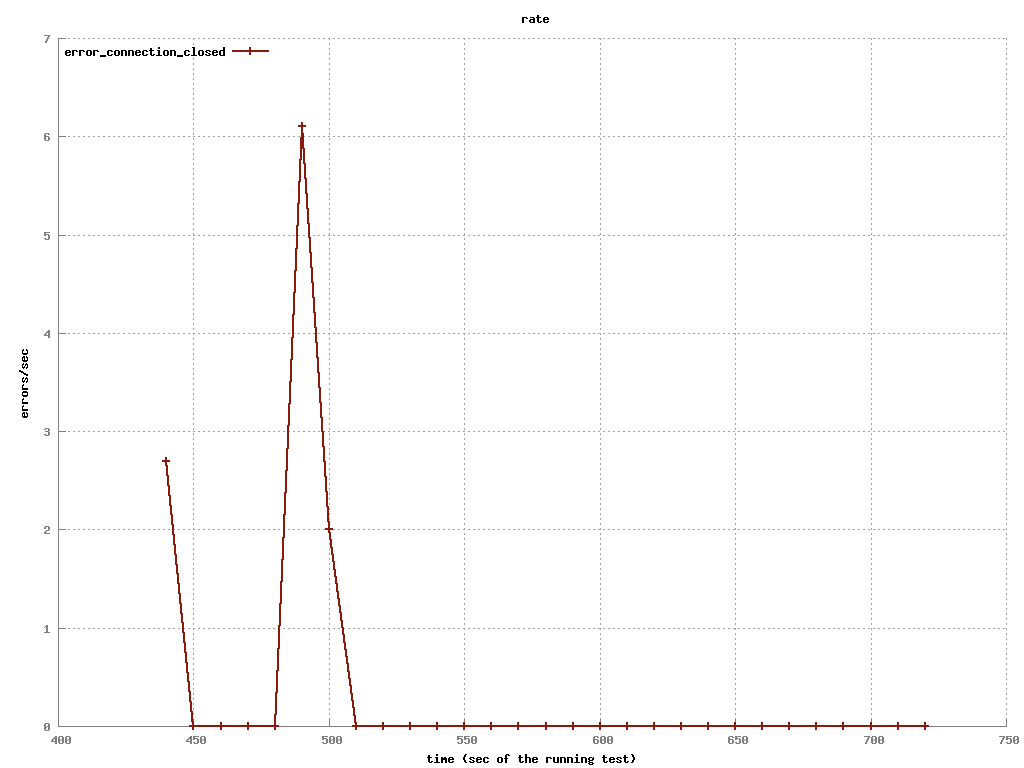 rate
error_connection_closed
7
6
5
4
3
2
1
0
errors/sec
400 450 500 550 600 650 700 750
time (sec of the running test)